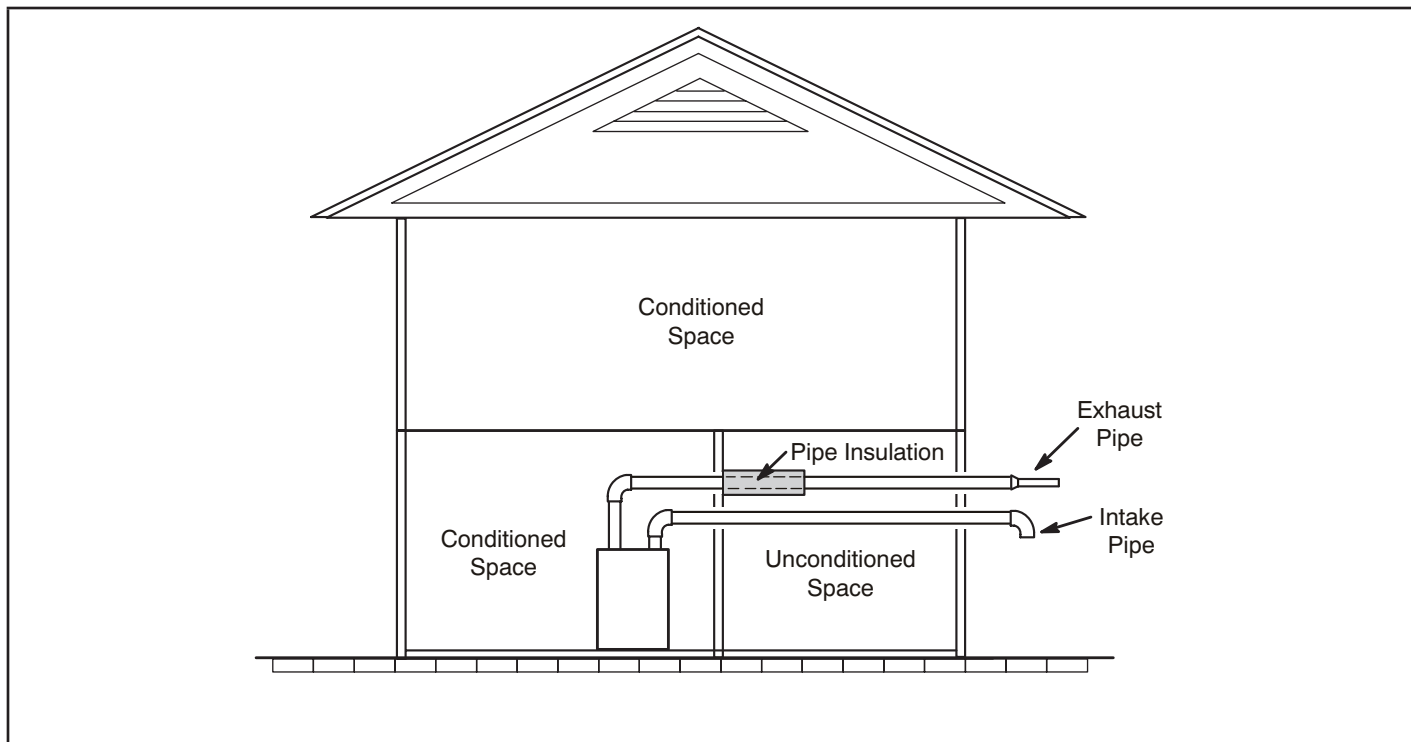 Conditioned
Space
Exhaust
Pipe
Pipe Insulation
Intake
Pipe
Conditioned
Space
Unconditioned
Space